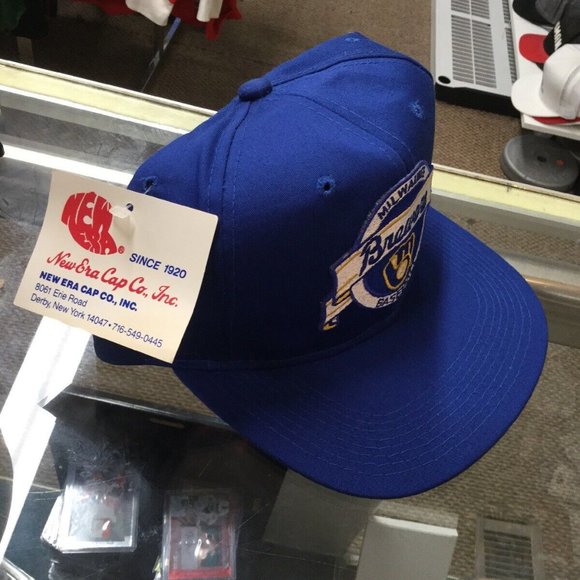 NEW
ERA
®
SINCE 1920
New Era Cap Co., Inc.
NEW ERA CAP CO., INC.
8061 Erie Road
Derby, New York 14047 • 716-549-0445
Brewers